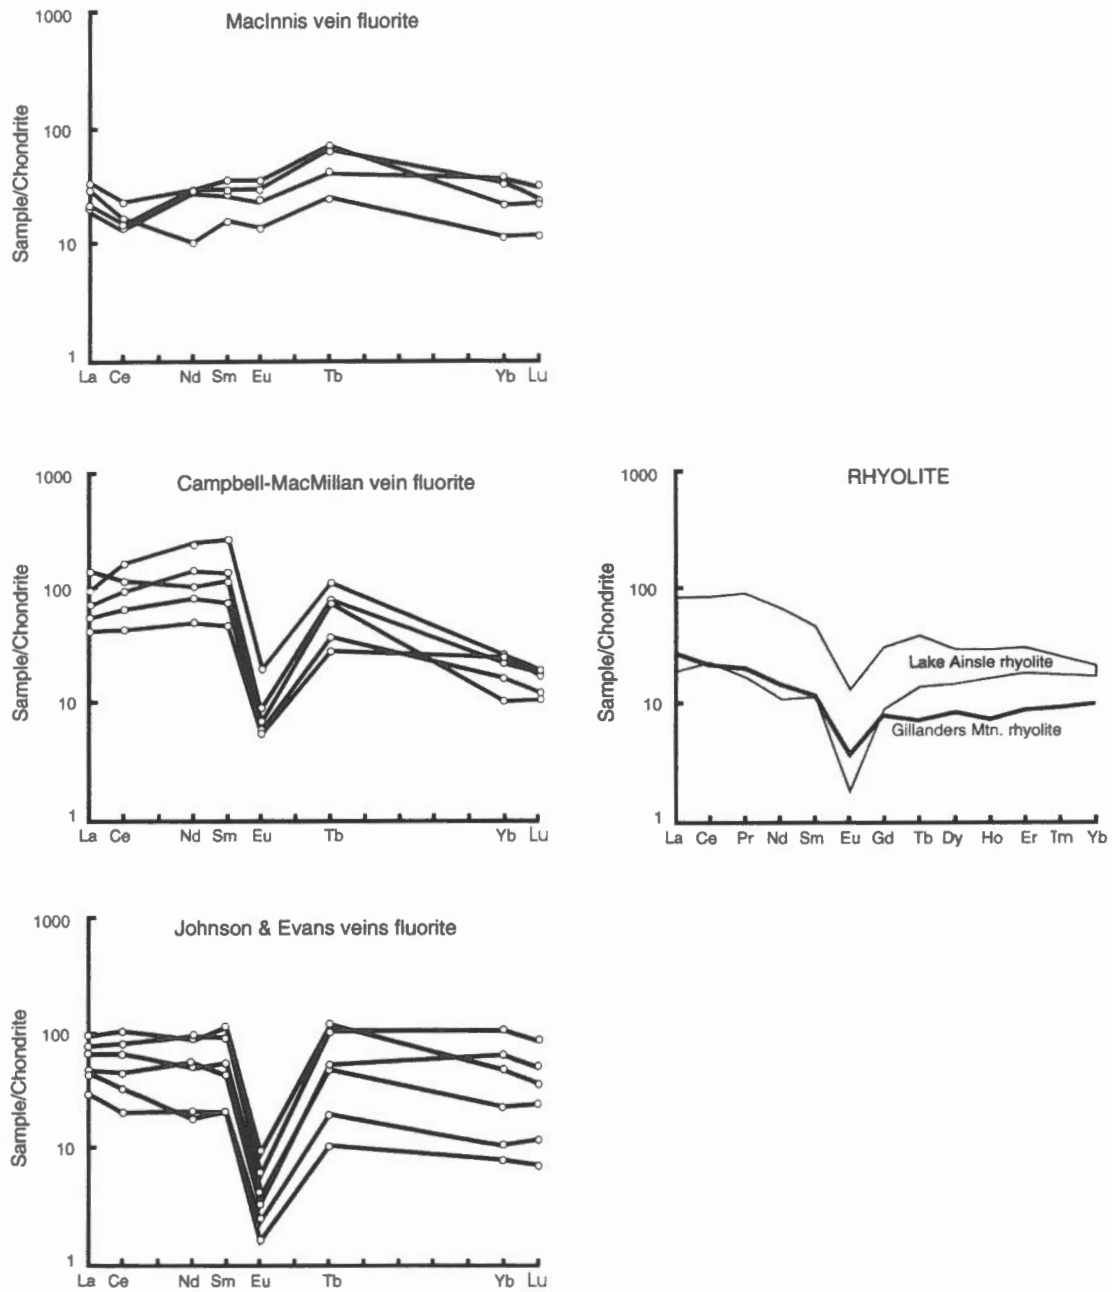 MacInnis vein fluorite
1000
100
10
1
Sample/Chondrite
La Ce Nd Sm Eu Tb Yb Lu
Campbell-MacMillan vein fluorite
1000
100
10
1
Sample/Chondrite
La Ce Nd Sm Eu Tb Yb Lu
RHYOLITE
1000
100
10
1
Sample/Chondrite
Lake Ainsle rhyolite
Gillanders Mtn. rhyolite
La Ce Pr Nd Sm Eu Gd Tb Dy Ho Er Tm Yb
Johnson & Evans veins fluorite
1000
100
10
1
Sample/Chondrite
La Ce Nd Sm Eu Tb Yb Lu